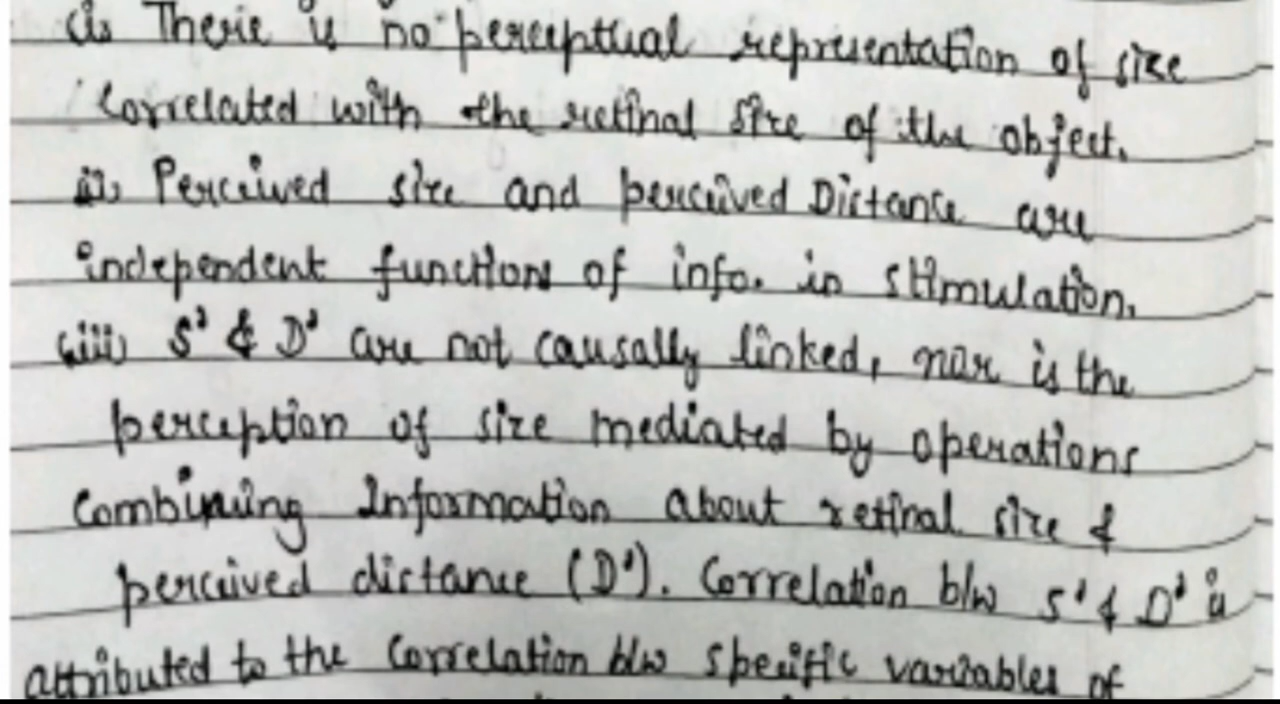 (i) There is no perceptual representation of size
correlated with the retinal size of the object.
(ii) Perceived size and perceived Distance are
independent functions of info. in stimulation.
(iii) S' & D' are not causally linked, nor is the
perception of size mediated by operations
Combining Information about retinal size &
perceived distance (D'). Correlation b/w S' & D' is
attributed to the Correlation b/w specific variables of